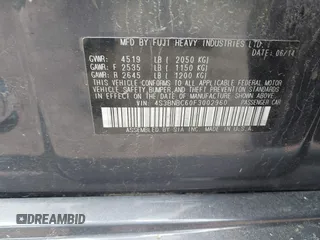 MFD BY FUJI HEAVY INDUSTRIES LTD.
DATE: 06/14
GVWR: 4519 LB ( 2050 KG)
GAWR: F 2535 LB ( 1150 KG)
GAWR: R 2645 LB ( 1200 KG)
THIS VEHICLE CONFORMS TO ALL APPLICABLE FEDERAL MOTOR
VEHICLE SAFETY, BUMPER AND THEFT PREVENTION STANDARDS
IN EFFECT ON THE DATE OF MANUFACTURE SHOWN ABOVE.
VIN: 4S3BNBC60F3002960
PASSENGER CAR
MFD. BY SIA INC. MADE IN U.S.A.
© DREAMBID